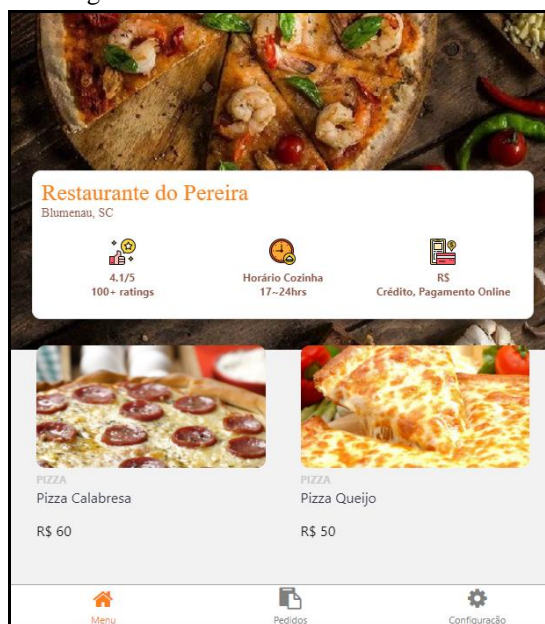 Restaurante do Pereira
Blumenau, SC
4.1/5
100+ ratings
Horário Cozinha
17~24hrs
R$
Crédito, Pagamento Online
PIZZA
Pizza Calabresa
R$ 60
PIZZA
Pizza Queijo
R$ 50
Menu
Pedidos
Configuração